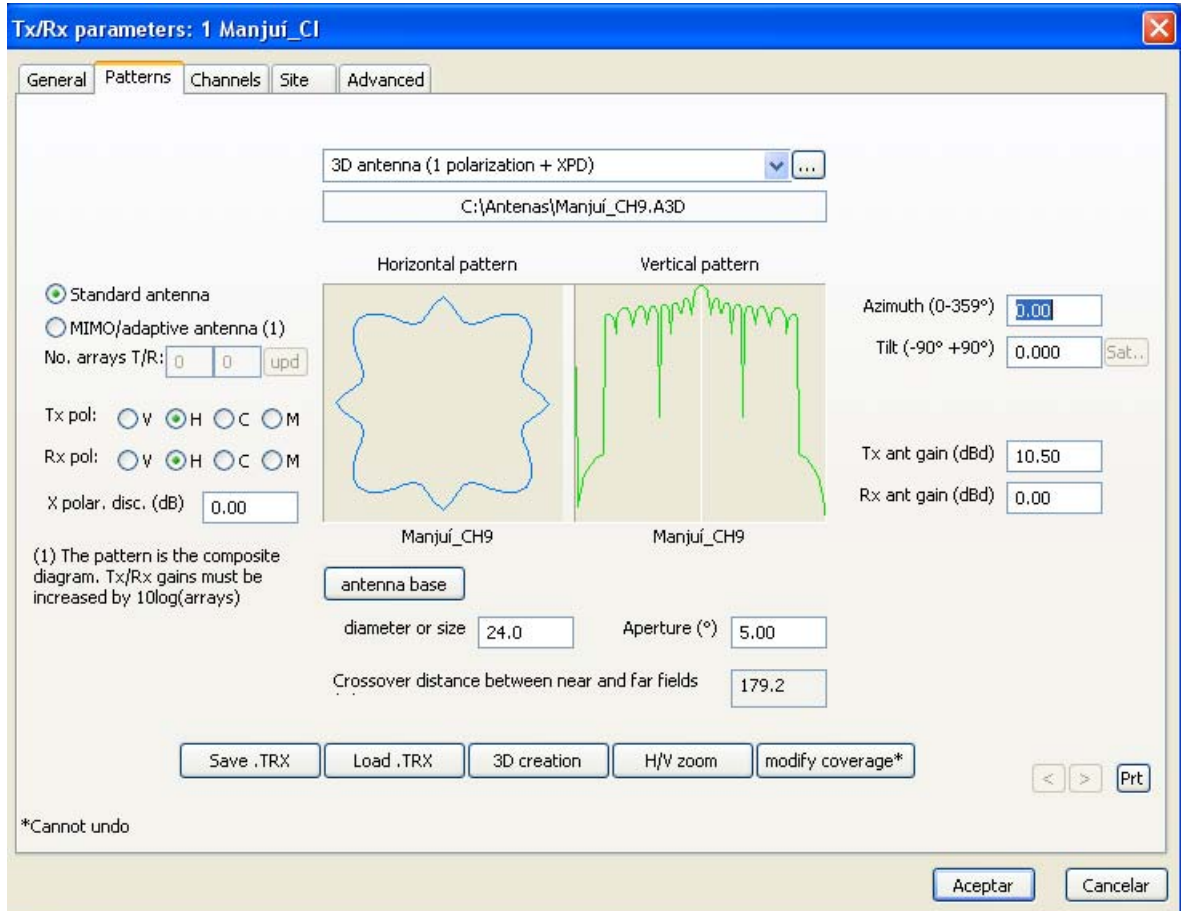 Tx/Rx parameters: 1 Manjuí_CI
General Patterns Channels Site Advanced
3D antenna (1 polarization + XPD) ...
C:\Antenas\Manjuí_CH9.A3D
Horizontal pattern Vertical pattern
Standard antenna
MIMO/adaptive antenna (1)
No. arrays T/R: 0 0 upd
Tx pol: V H C M
Rx pol: V H C M
X polar. disc. (dB) 0.00
(1) The pattern is the composite
diagram. Tx/Rx gains must be
increased by 10log(arrays)
Azimuth (0-359°) 0.00
Tilt (-90° +90°) 0.000 Sat..
Tx ant gain (dBd) 10.50
Rx ant gain (dBd) 0.00
Manjuí_CH9 Manjuí_CH9
antenna base
diameter or size 24.0 Aperture (°) 5.00
Crossover distance between near and far fields 179.2
Save .TRX Load .TRX 3D creation H/V zoom modify coverage*
< > Prt
*Cannot undo
Aceptar Cancelar